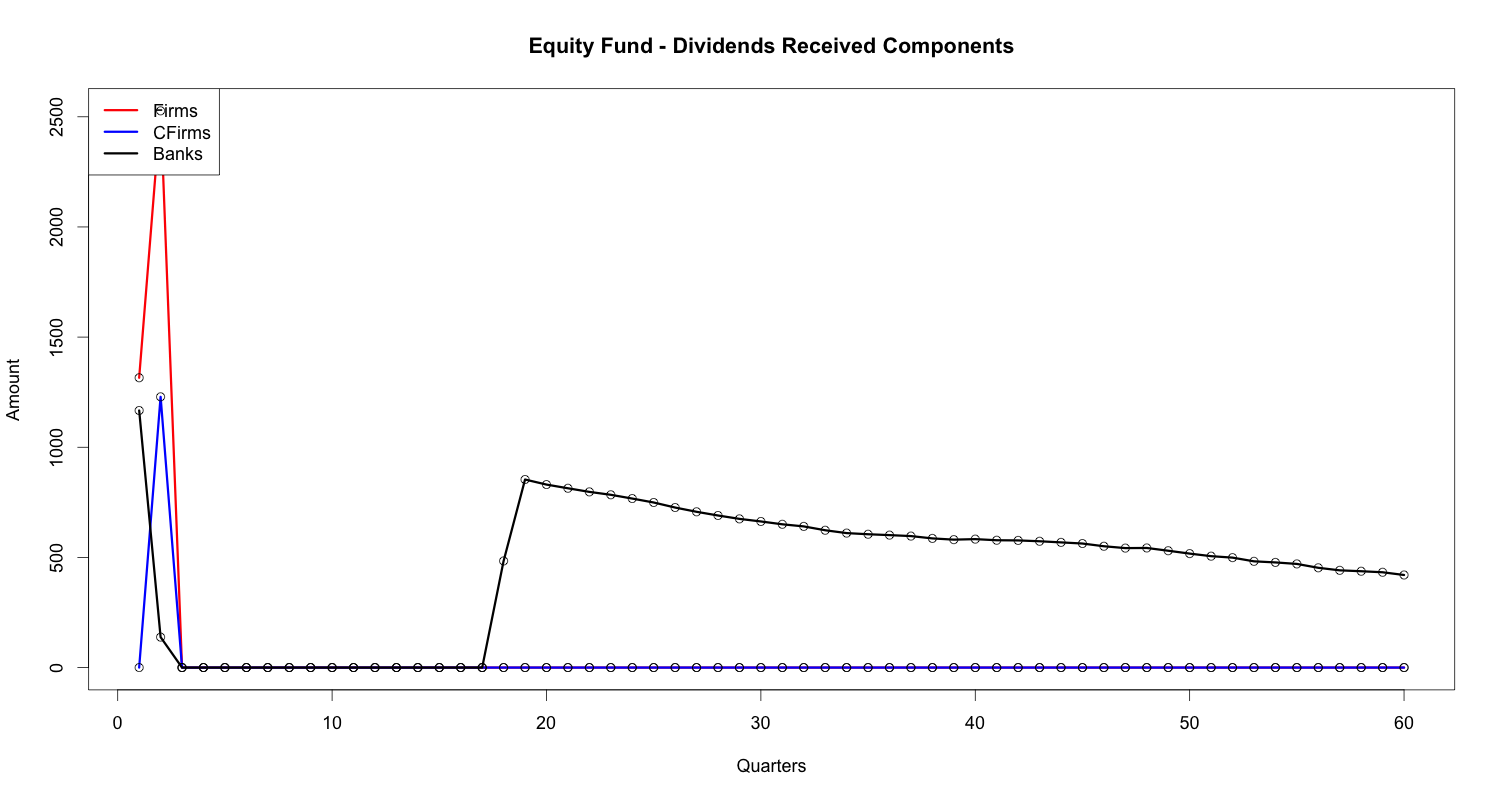 Equity Fund - Dividends Received Components
Firms
CFirms
Banks
2500
2000
1500
1000
500
0
Amount
0 10 20 30 40 50 60
Quarters